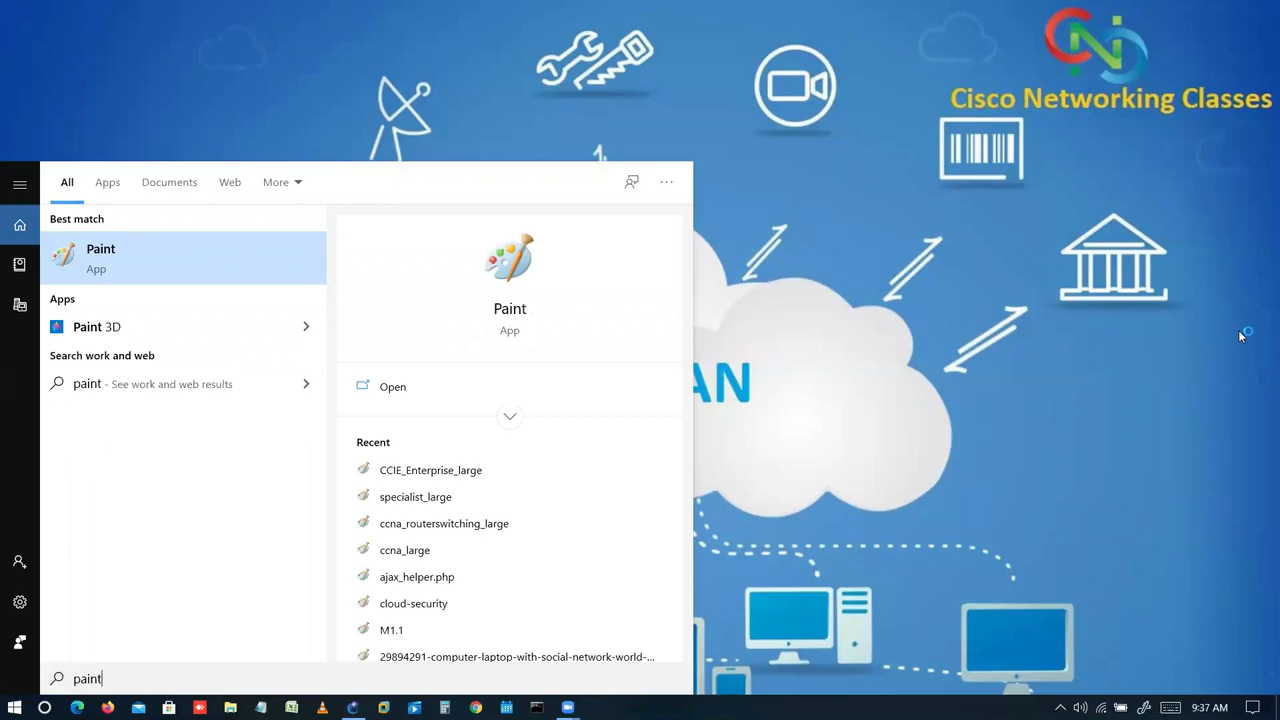 Cisco Networking Classes
All Apps Documents Web More
Best match
Paint
App
Apps
Paint 3D
Search work and web
paint - See work and web results
Paint
App
Open
Recent
CCIE_Enterprise_large
specialist_large
ccna_routerswitching_large
ccna_large
ajax_helper.php
cloud-security
M1.1
29894291-computer-laptop-with-social-network-world-...
AN
paint
9:37 AM